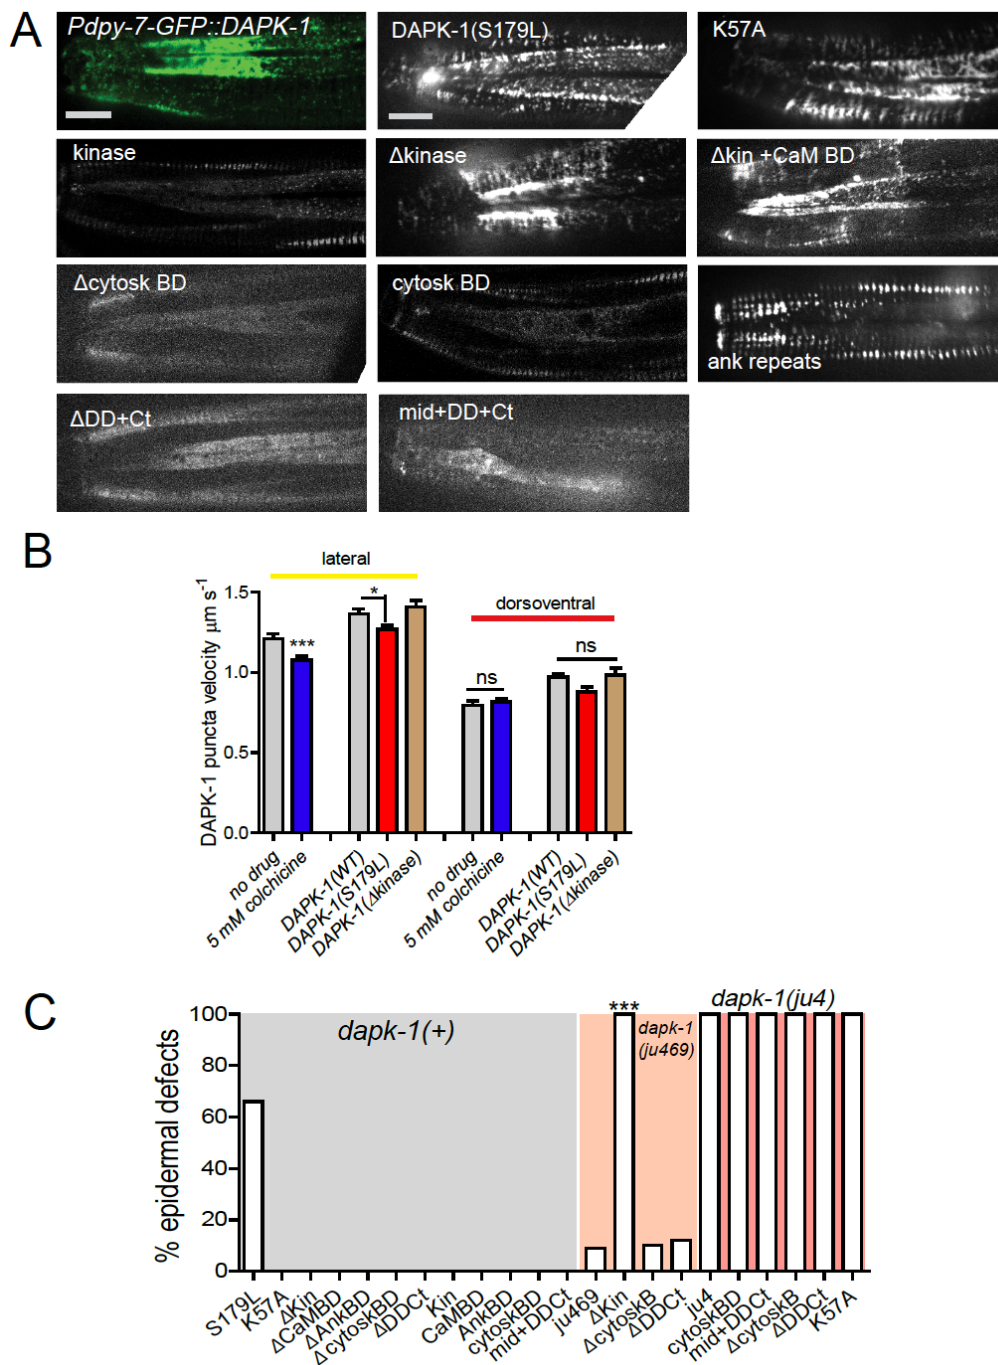 A
Pdpy-7-GFP::DAPK-1
DAPK-1(S179L)
K57A
kinase
Δkinase
Δkin +CaM BD
Δcytosk BD
cytosk BD
ank repeats
ΔDD+Ct
mid+DD+Ct
B
lateral
dorsoventral
DAPK-1 puncta velocity µm s-1
1.5
1.0
0.5
0.0
***
*
ns
ns
no drug
5 mM colchicine
DAPK-1(WT)
DAPK-1(S179L)
DAPK-1(Δkinase)
no drug
5 mM colchicine
DAPK-1(WT)
DAPK-1(S179L)
DAPK-1(Δkinase)
C
% epidermal defects
100
80
60
40
20
0
dapk-1(+)
***
dapk-1
(ju469)
dapk-1(ju4)
S179L
K57A
ΔKin
ΔCaMBD
ΔAnkBD
ΔcytoskBD
ΔDDCt
Kin
CaMBD
AnkBD
cytoskBD
mid+DDCt
ju469
ΔKin
ΔcytoskB
ΔDDCt
ju4
cytoskBD
mid+DDCt
ΔcytoskB
ΔDDCt
K57A